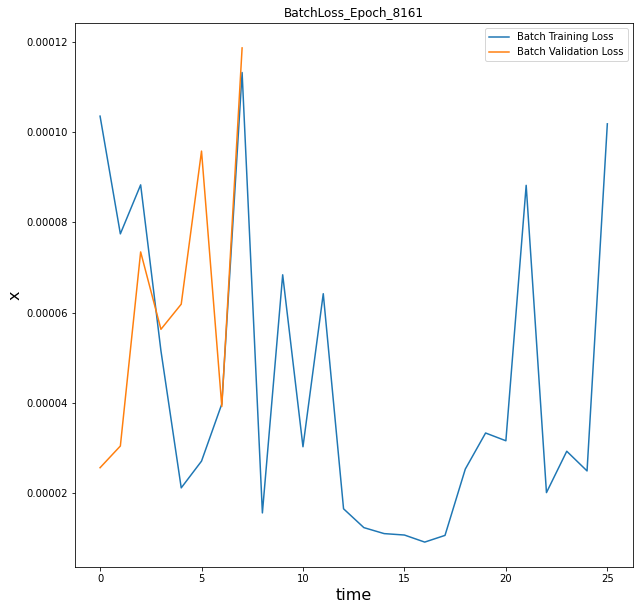 BatchLoss_Epoch_8161
Batch Training Loss
Batch Validation Loss
0.00012
0.00010
0.00008
0.00006
0.00004
0.00002
x
0 5 10 15 20 25
time